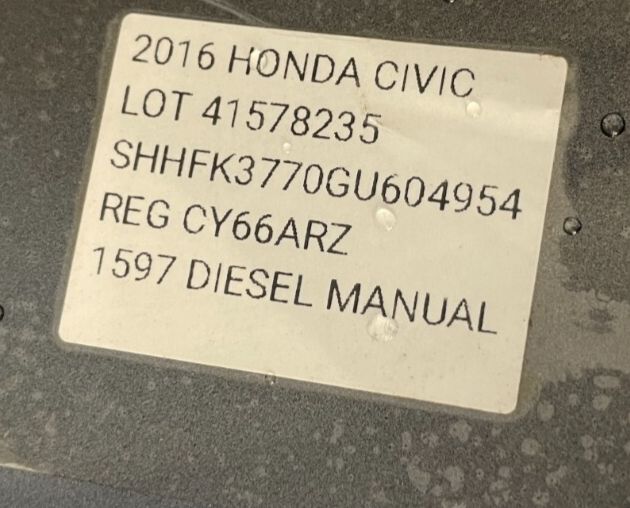 2016 HONDA CIVIC
LOT 41578235
SHHFK3770GU604954
REG CY66ARZ
1597 DIESEL MANUAL